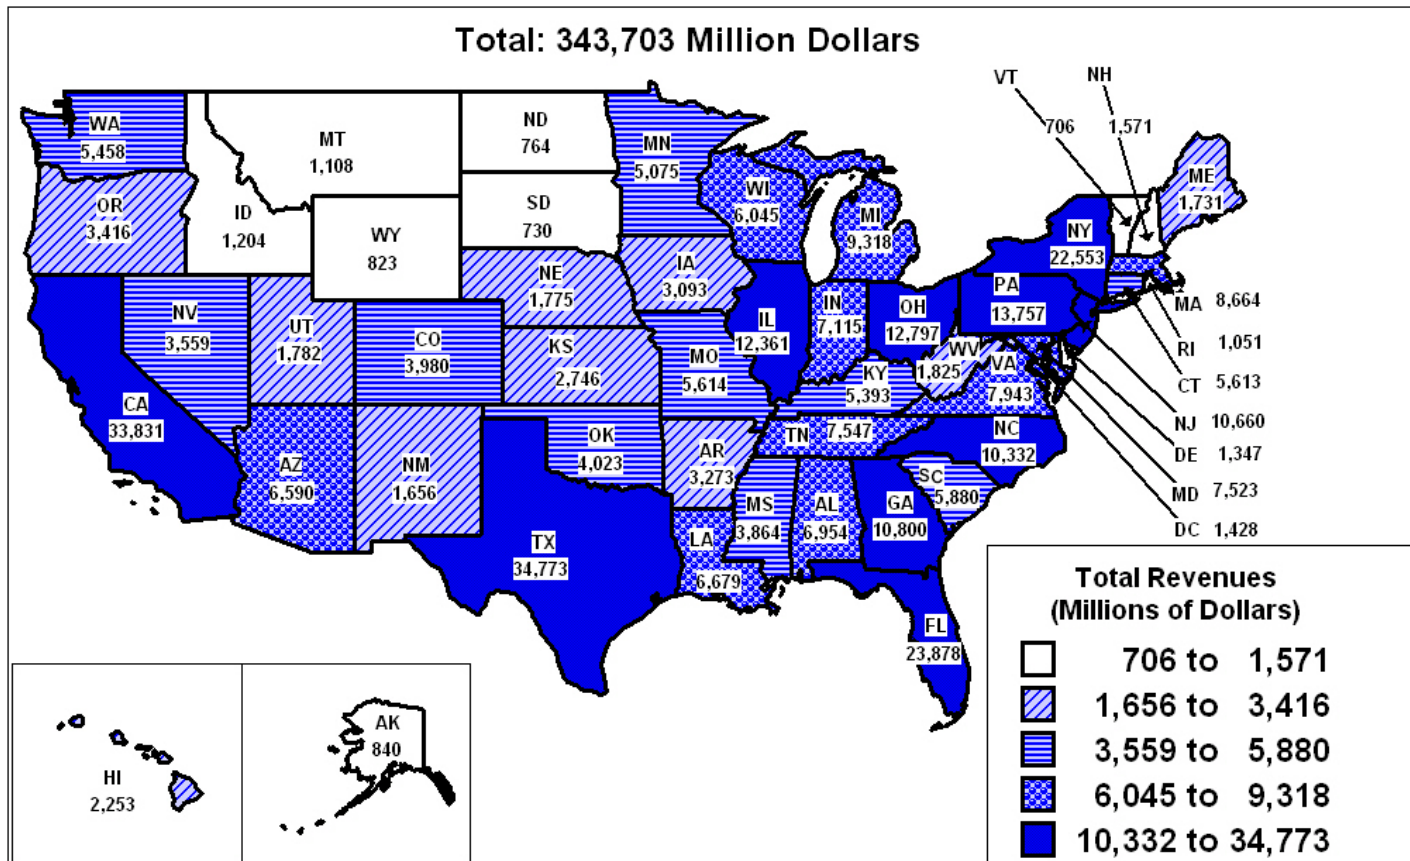 Total: 343,703 Million Dollars
VT
NH
706
1,571
WA
5,458
MT
1,108
ND
764
MN
5,075
OR
3,416
ID
1,204
WY
823
SD
730
WI
6,045
MI
9,318
ME
1,731
NY
22,553
NV
3,559
UT
1,782
CO
3,980
NE
1,775
IA
3,093
KS
2,746
MO
5,614
IL
12,361
IN
7,115
OH
12,797
PA
13,757
WV
1,825
VA
7,943
KY
5,393
MA 8,664
RI 1,051
CT 5,613
NJ 10,660
DE 1,347
MD 7,523
DC 1,428
CA
33,831
AZ
6,590
NM
1,656
OK
4,023
AR
3,273
TN 7,547
NC
10,332
SC
5,880
MS
3,864
AL
6,954
GA
10,800
LA
6,679
TX
34,773
FL
23,878
HI
2,253
AK
840
Total Revenues
(Millions of Dollars)
706 to 1,571
1,656 to 3,416
3,559 to 5,880
6,045 to 9,318
10,332 to 34,773